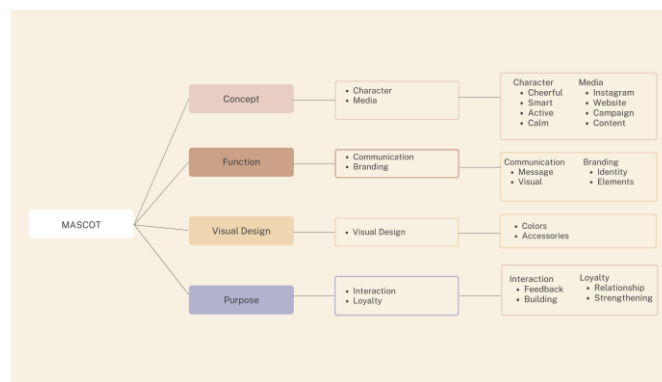 MASCOT
Concept
• Character
• Media
Character
• Cheerful
• Smart
• Active
• Calm
Media
• Instagram
• Website
• Campaign
• Content
Function
• Communication
• Branding
Communication
• Message
• Visual
Branding
• Identity
• Elements
Visual Design
• Visual Design
• Colors
• Accessories
Purpose
• Interaction
• Loyalty
Interaction
• Feedback
• Building
Loyalty
• Relationship
• Strengthening